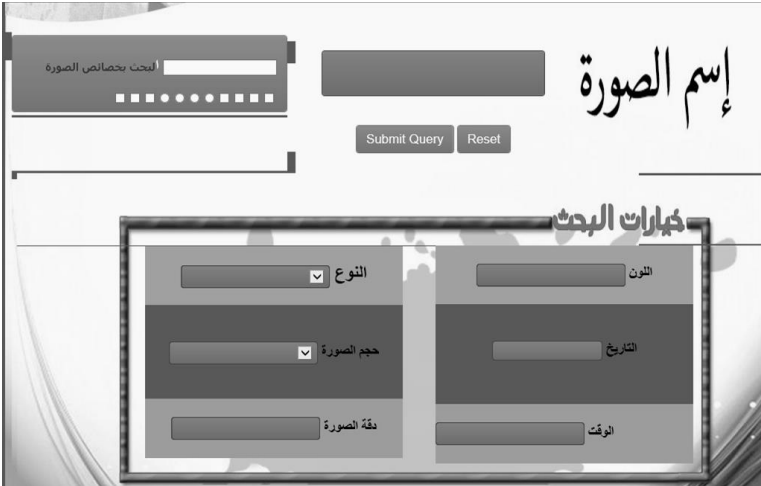 إسم الصورة
البحث بخصائص الصورة
Submit Query Reset
خيارات البحث
اللون
النوع
التاريخ
حجم الصورة
الوقت
دقة الصورة